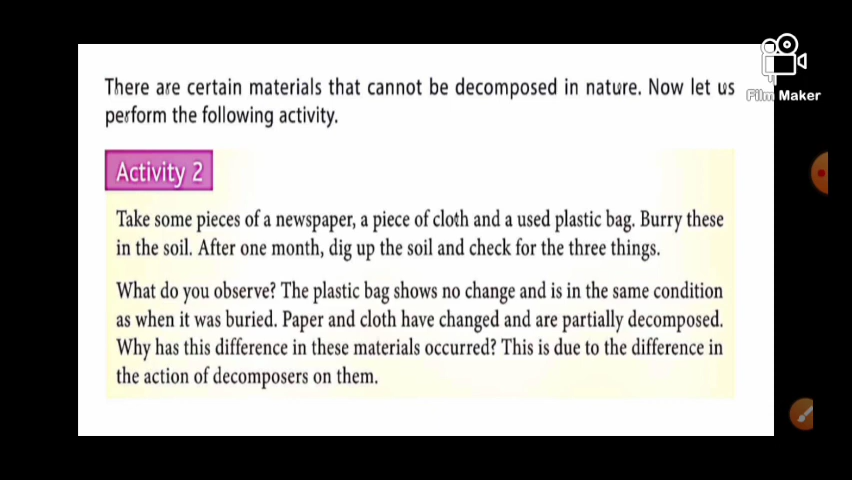 There are certain materials that cannot be decomposed in nature. Now let us
perform the following activity.
Film Maker
Activity 2
Take some pieces of a newspaper, a piece of cloth and a used plastic bag. Burry these
in the soil. After one month, dig up the soil and check for the three things.
What do you observe? The plastic bag shows no change and is in the same condition
as when it was buried. Paper and cloth have changed and are partially decomposed.
Why has this difference in these materials occurred? This is due to the difference in
the action of decomposers on them.